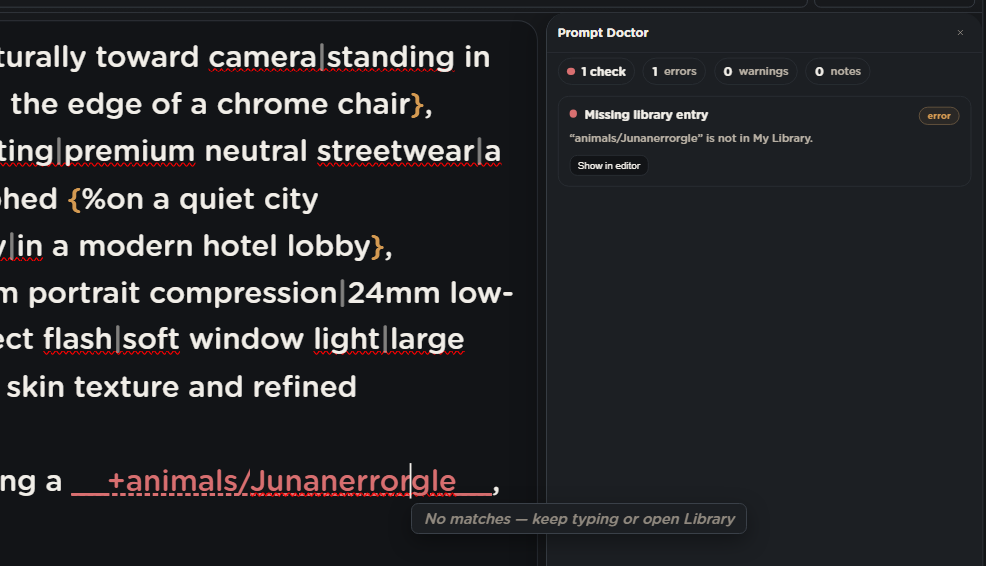 turally toward camera|standing in
the edge of a chrome chair},
ting|premium neutral streetwear|a
hed {%on a quiet city
y|in a modern hotel lobby},
m portrait compression|24mm low-
ect flash|soft window light|large
skin texture and refined
ng a __+animals/Junanerrorgle__,
No matches — keep typing or open Library
Prompt Doctor
×
1 check 1 errors 0 warnings 0 notes
Missing library entry error
“animals/Junanerrorgle” is not in My Library.
Show in editor